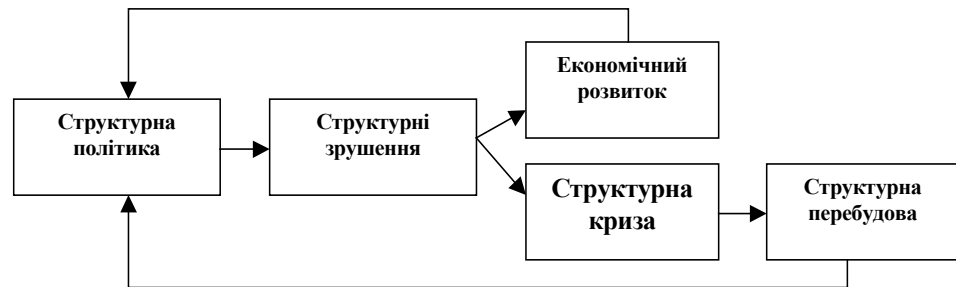 Економічний
розвиток
Структурна
політика
Структурні
зрушення
Структурна
криза
Структурна
перебудова